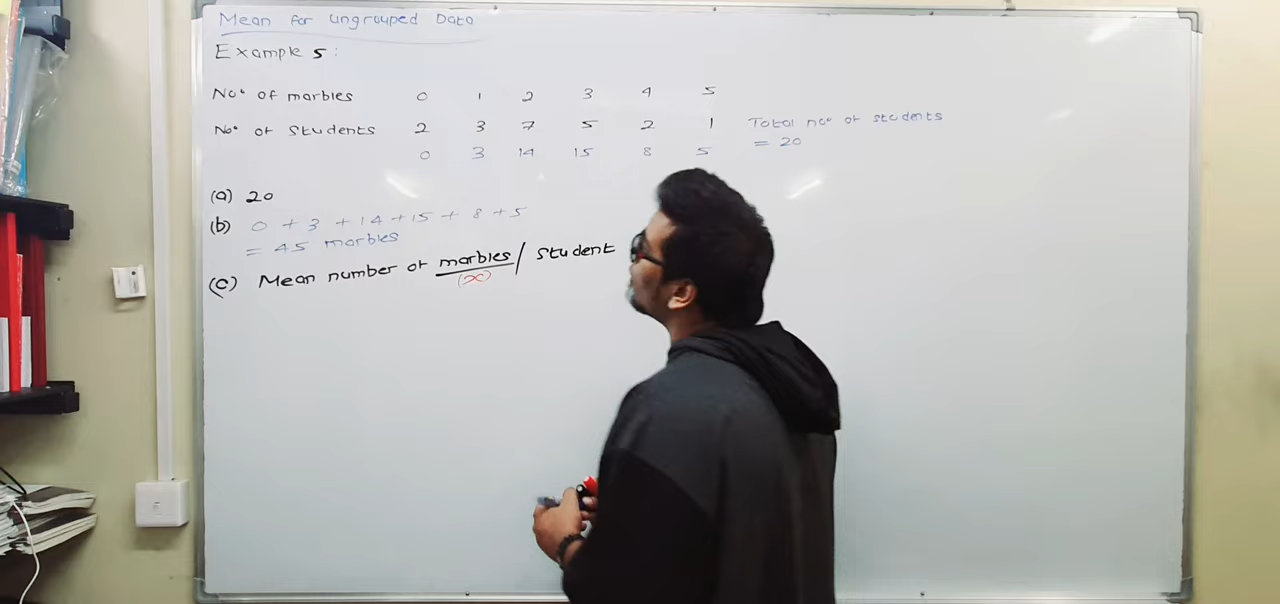 Mean for ungrouped Data
Example 5:
No. of marbles 0 1 2 3 4 5
No. of students 2 3 7 5 2 1 Total no. of students
= 20
0 3 14 15 8 5
(a) 20
(b) 0 + 3 + 14 + 15 + 8 + 5
= 45 marbles
(c) Mean number of marbles / student
(x)